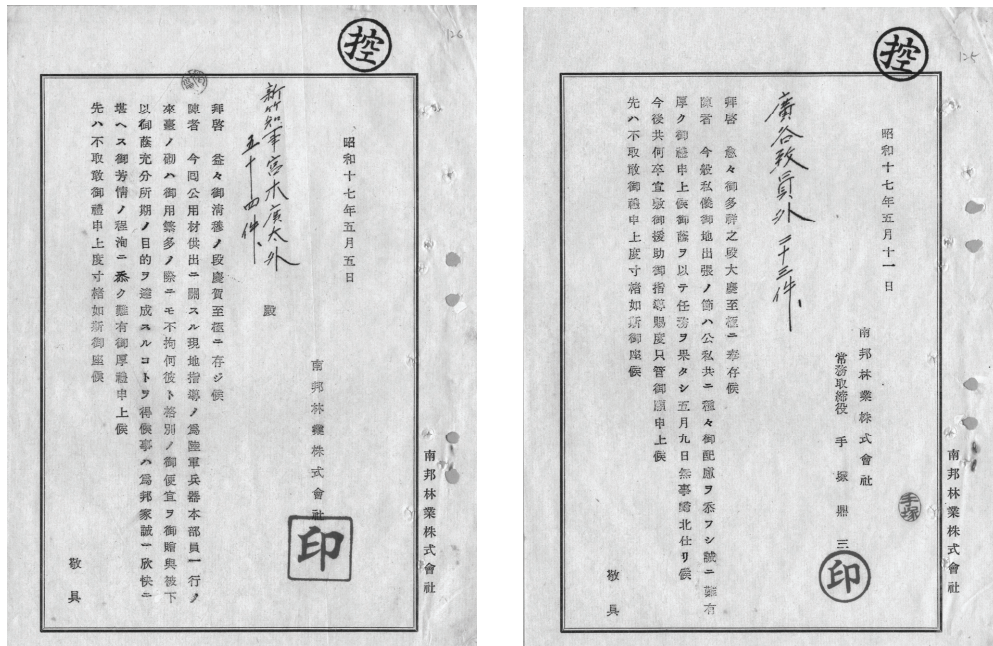 控
125
南邦林業株式會社
昭和十七年五月十一日
南邦林業株式會社
常務取締役 手塚 三
手塚
印
廣谷教員外二十三件、
拜啓 愈々御多祥之段大慶至極ニ奉存候
陳者 今般私儀御地出張ノ節ハ公私共ニ種々御配慮ヲ忝フシ誠ニ難有
厚ク御禮申上候御蔭ヲ以テ任務ヲ果タシ五月九日無事歸北仕リ候
今後共何卒宜敷御援助御指導賜度只管御願申上候
先ハ不取敢御禮申上度寸緒如斯御座候
敬具
控
126
南邦林業株式會社
昭和十七年五月五日
南邦林業株式會社
印
新竹知事宮木廣太外
五十四件、
殿
拜啓 益々御清穆ノ段慶賀至極ニ存ジ候
陳者 今囘公用材供出ニ關スル現地指導ノ爲陸軍兵器本部員一行ノ
來臺ノ砌ハ御用繁多ノ際ニモ不拘何彼ト格別ノ御便宜ヲ御贈與被下
以御蔭充分所期ノ目的ヲ達成スルコトヲ得候事ハ爲邦家誠ニ欣快ニ
堪ヘス御芳情ノ程洵ニ忝ク難有御厚禮申上候
先ハ不取敢御禮申上度寸緒如斯御座候
敬具